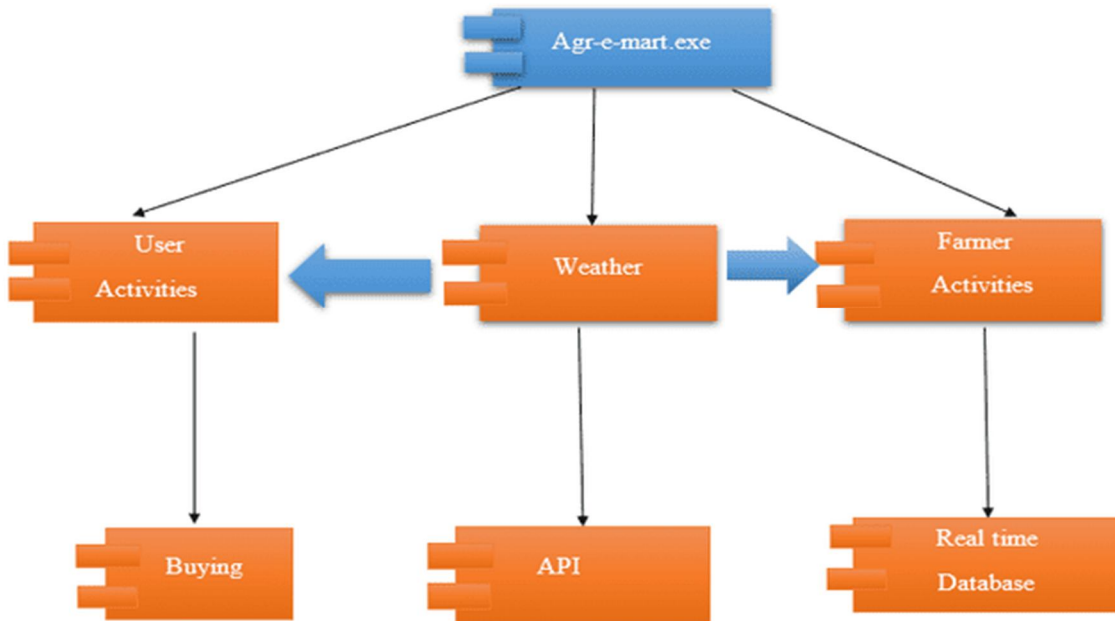 Agr-e-mart.exe
User
Activities
Weather
Farmer
Activities
Buying
API
Real time
Database